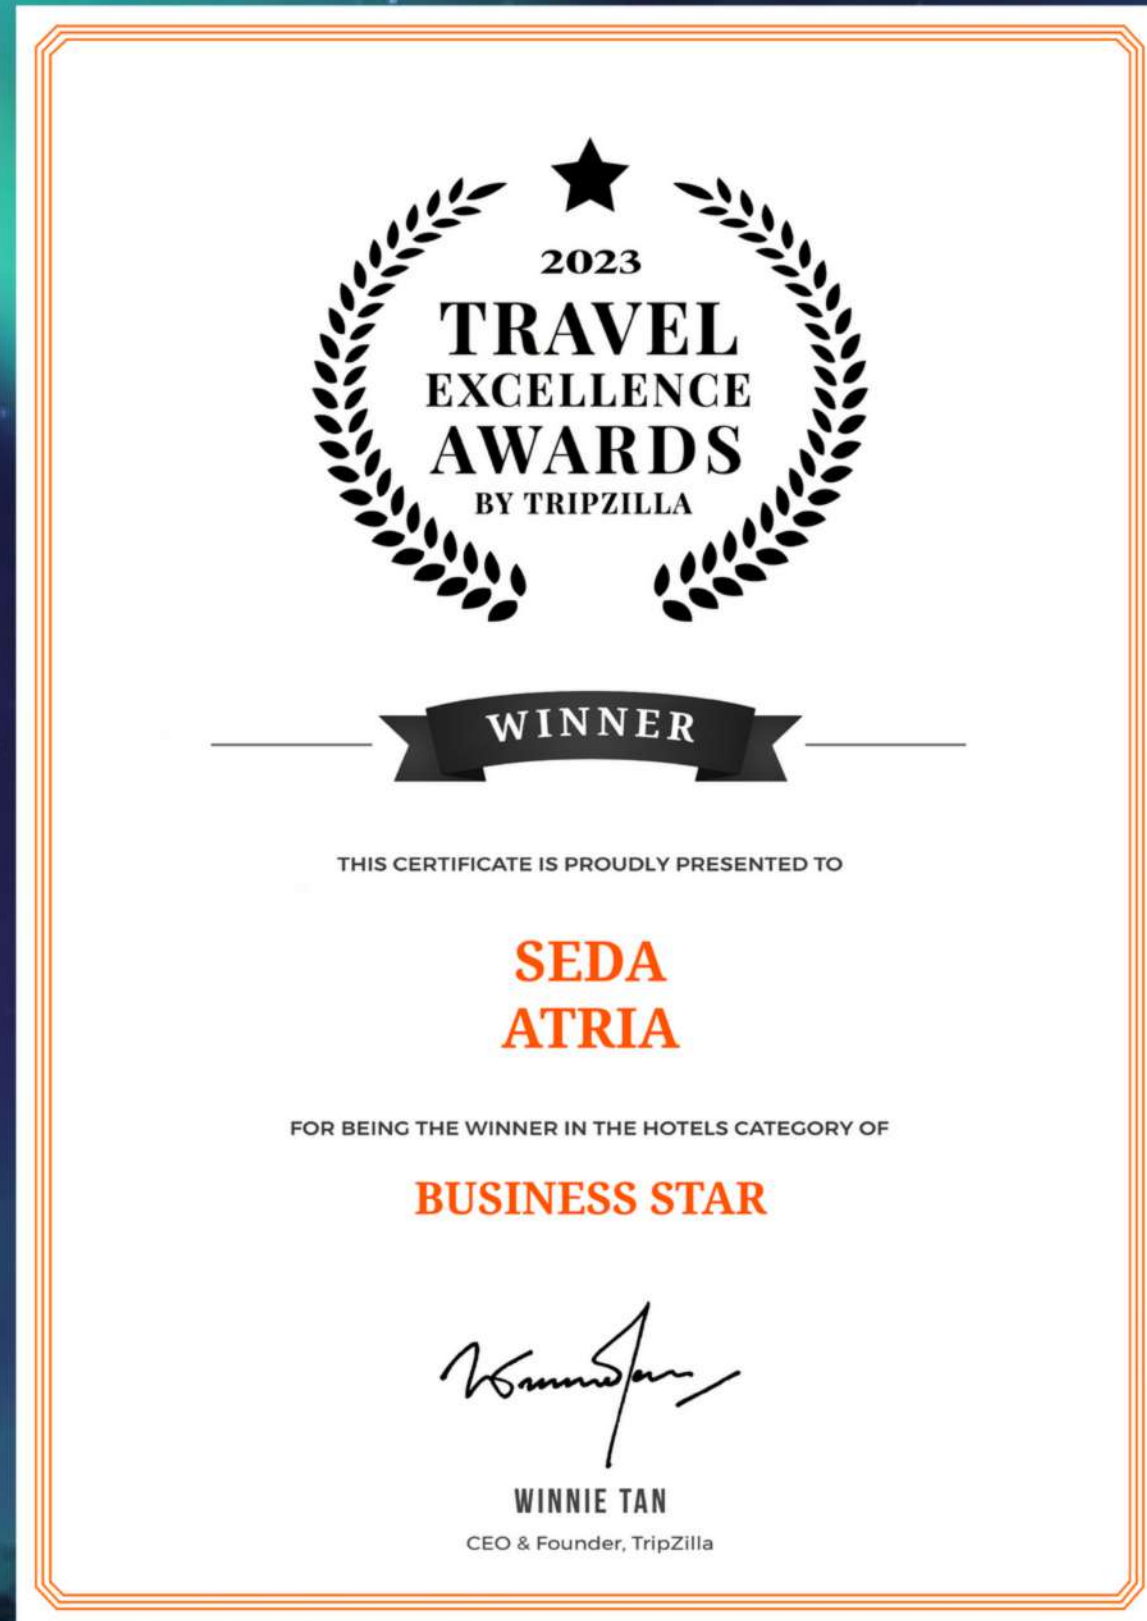 2023
TRAVEL
EXCELLENCE
AWARDS
BY TRIPZILLA
WINNER
THIS CERTIFICATE IS PROUDLY PRESENTED TO
SEDA
ATRIA
FOR BEING THE WINNER IN THE HOTELS CATEGORY OF
BUSINESS STAR
WINNIE TAN
CEO & Founder, TripZilla